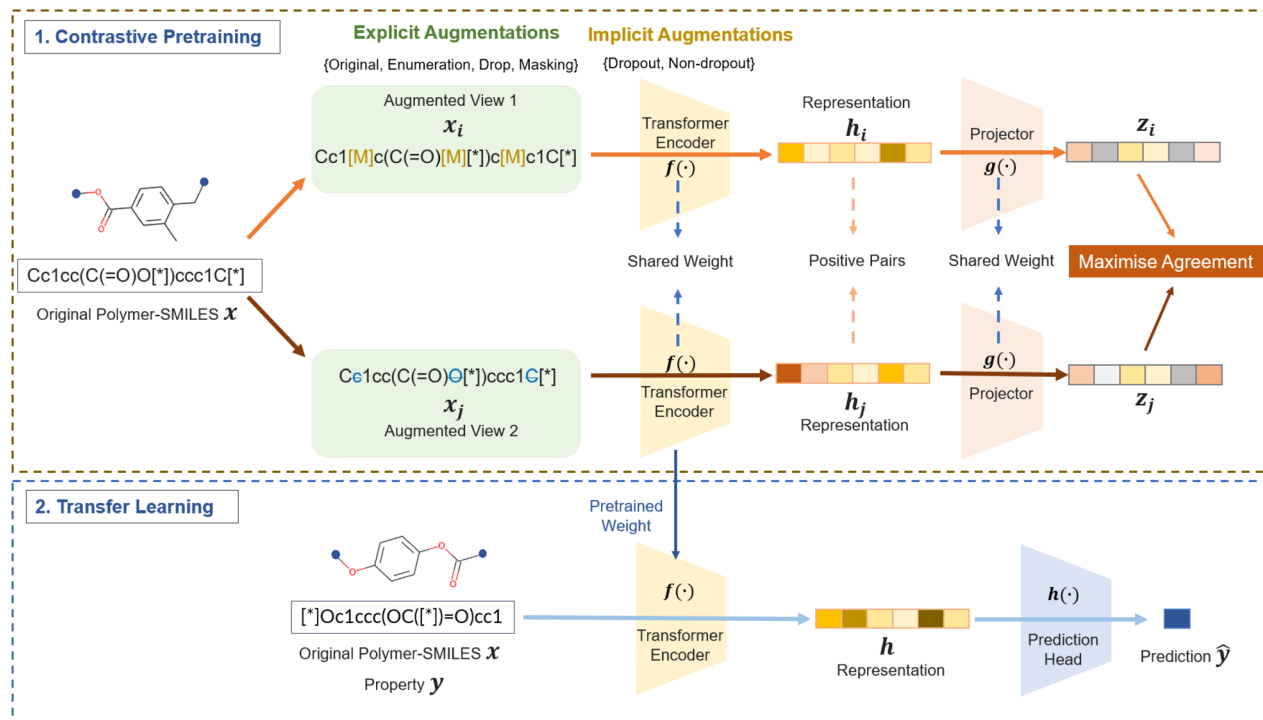 1. Contrastive Pretraining
Explicit Augmentations
{Original, Enumeration, Drop, Masking}
Implicit Augmentations
{Dropout, Non-dropout}
Augmented View 1
x_i
Cc1[M]c(C(=O)[M][*])c[M]c1C[*]
Transformer
Encoder
f(·)
Representation
h_i
Projector
g(·)
z_i
O
O
Cc1cc(C(=O)O[*])ccc1C[*]
Original Polymer-SMILES x
Shared Weight
Positive Pairs
Shared Weight
Maximise Agreement
Cc1cc(C(=O)O[*])ccc1C[*]
x_j
Augmented View 2
f(·)
Transformer
Encoder
h_j
Representation
g(·)
Projector
z_j
2. Transfer Learning
Pretrained
Weight
O
O
O
[*]Oc1ccc(OC([*])=O)cc1
Original Polymer-SMILES x
Property y
f(·)
Transformer
Encoder
h
Representation
h(·)
Prediction
Head
Prediction ŷ